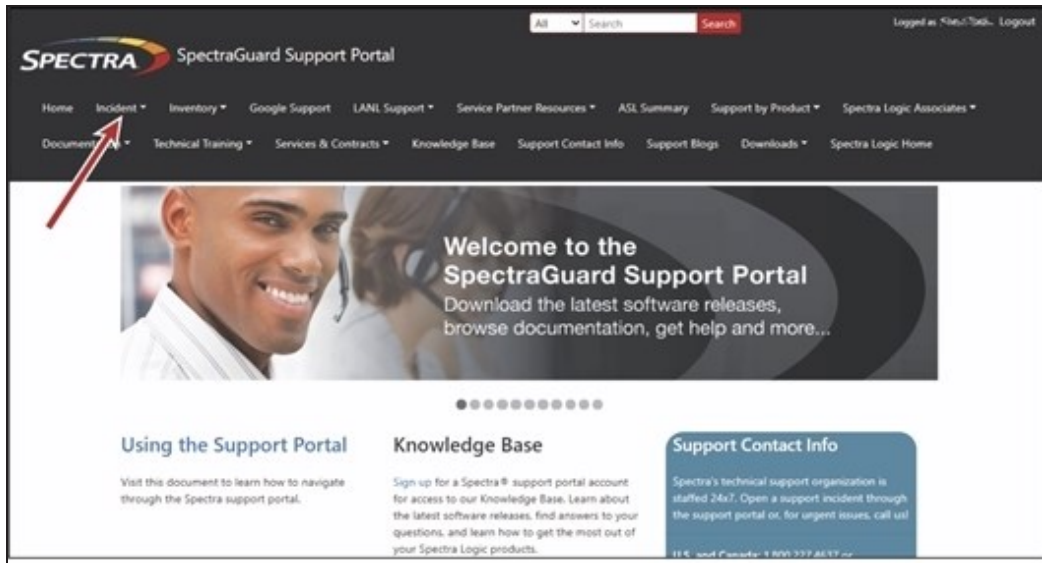 All Search Search Logged as Logout
SPECTRA SpectraGuard Support Portal
Home Incident Inventory Google Support LANL Support Service Partner Resources ASL Summary Support by Product Spectra Logic Associates
Technical Training Services & Contracts Knowledge Base Support Contact Info Support Blogs Downloads Spectra Logic Home
Welcome to the
SpectraGuard Support Portal
Download the latest software releases,
browse documentation, get help and more...
Using the Support Portal
Visit this document to learn how to navigate
through the Spectra support portal.
Knowledge Base
Sign up for a Spectra® support portal account
for access to our Knowledge Base. Learn about
the latest software releases, find answers to your
questions, and learn how to get the most out of
your Spectra Logic products.
Support Contact Info
Spectra's technical support organization is
staffed 24x7. Open a support incident through
the support portal or, for urgent issues, call us!
U.S. and Canada: 1.800.227.4637 or